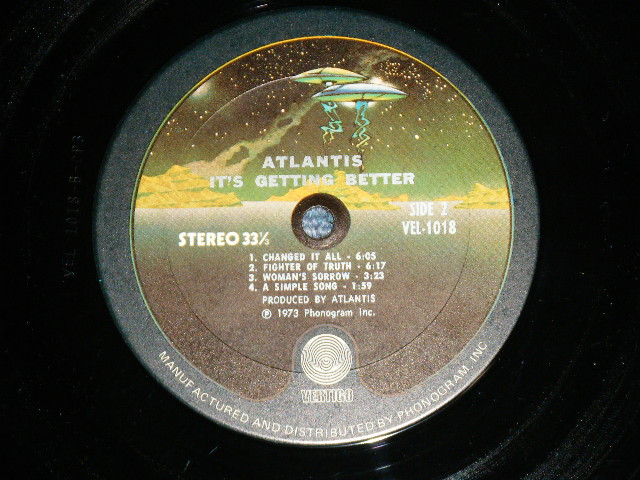 ATLANTIS
IT'S GETTING BETTER
SIDE 2
STEREO 33⅓
VEL-1018
1. CHANGED IT ALL - 6:05
2. FIGHTER OF TRUTH - 6:17
3. WOMAN'S SORROW - 3:23
4. A SIMPLE SONG - 1:59
PRODUCED BY ATLANTIS
℗ 1973 Phonogram Inc.
VERTIGO
MANUFACTURED AND DISTRIBUTED BY PHONOGRAM, INC.
VEL 1018 B